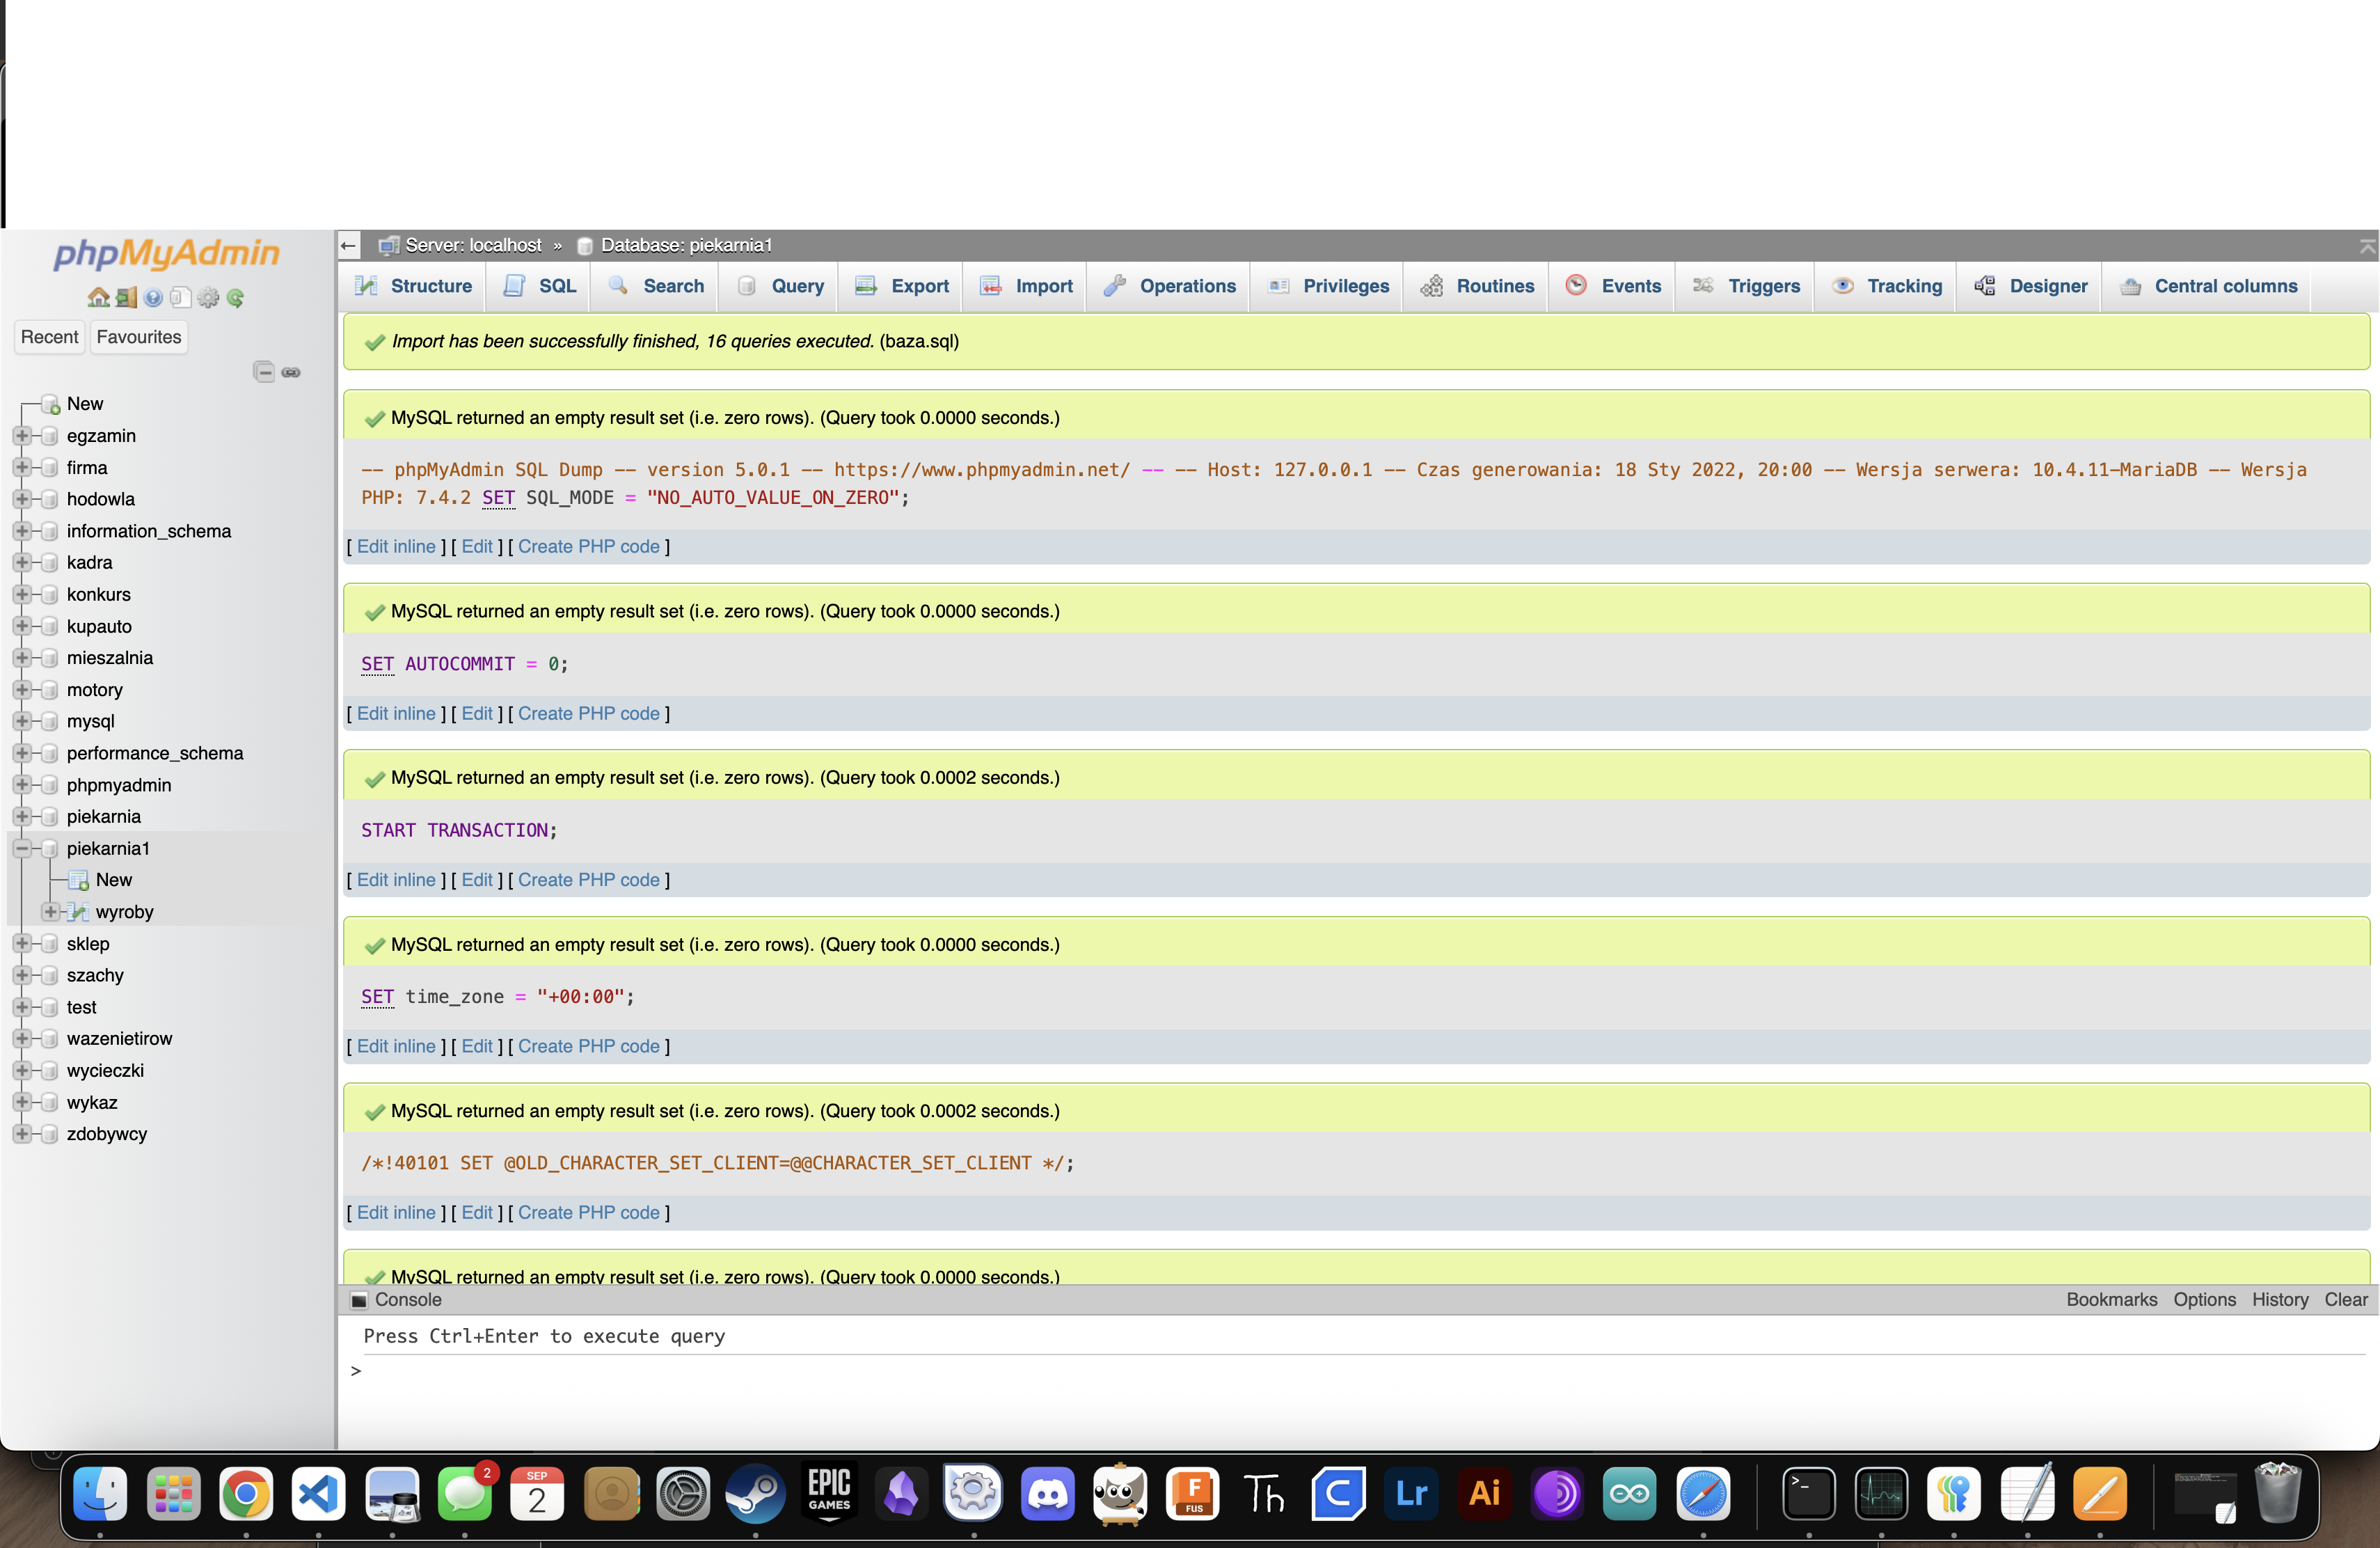 phpMyAdmin
Recent Favourites
New
egzamin
firma
hodowla
information_schema
kadra
konkurs
kupauto
mieszalnia
motory
mysql
performance_schema
phpmyadmin
piekarnia
piekarnia1
New
wyroby
sklep
szachy
test
wazenietirow
wycieczki
wykaz
zdobywcy
Server: localhost » Database: piekarnia1
Structure SQL Search Query Export Import Operations Privileges Routines Events Triggers Tracking Designer Central columns
Import has been successfully finished, 16 queries executed. (baza.sql)
MySQL returned an empty result set (i.e. zero rows). (Query took 0.0000 seconds.)
-- phpMyAdmin SQL Dump -- version 5.0.1 -- https://www.phpmyadmin.net/ -- -- Host: 127.0.0.1 -- Czas generowania: 18 Sty 2022, 20:00 -- Wersja serwera: 10.4.11-MariaDB -- Wersja
PHP: 7.4.2 SET SQL_MODE = "NO_AUTO_VALUE_ON_ZERO";
[ Edit inline ] [ Edit ] [ Create PHP code ]
MySQL returned an empty result set (i.e. zero rows). (Query took 0.0000 seconds.)
SET AUTOCOMMIT = 0;
[ Edit inline ] [ Edit ] [ Create PHP code ]
MySQL returned an empty result set (i.e. zero rows). (Query took 0.0002 seconds.)
START TRANSACTION;
[ Edit inline ] [ Edit ] [ Create PHP code ]
MySQL returned an empty result set (i.e. zero rows). (Query took 0.0000 seconds.)
SET time_zone = "+00:00";
[ Edit inline ] [ Edit ] [ Create PHP code ]
MySQL returned an empty result set (i.e. zero rows). (Query took 0.0002 seconds.)
/*!40101 SET @OLD_CHARACTER_SET_CLIENT=@@CHARACTER_SET_CLIENT */;
[ Edit inline ] [ Edit ] [ Create PHP code ]
MySQL returned an empty result set (i.e. zero rows). (Query took 0.0000 seconds.)
Console Bookmarks Options History Clear
Press Ctrl+Enter to execute query
>
2
SEP
2
EPIC
GAMES
F
FUS
Th
C
Lr
Ai
>_